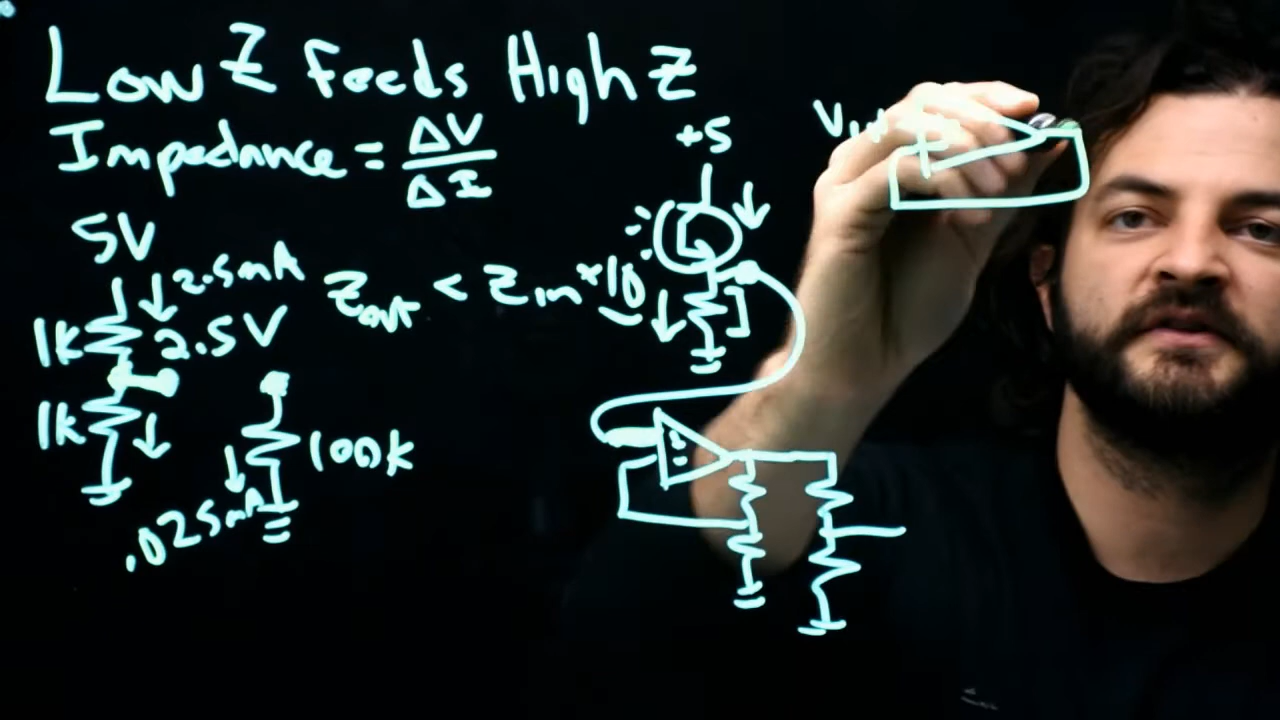 Low Z Feeds High Z
Impedance = ΔV / ΔI
5V
2.5mA
1k
2.5V
1k
100k
.025mA
Zout < Zin *10
+5